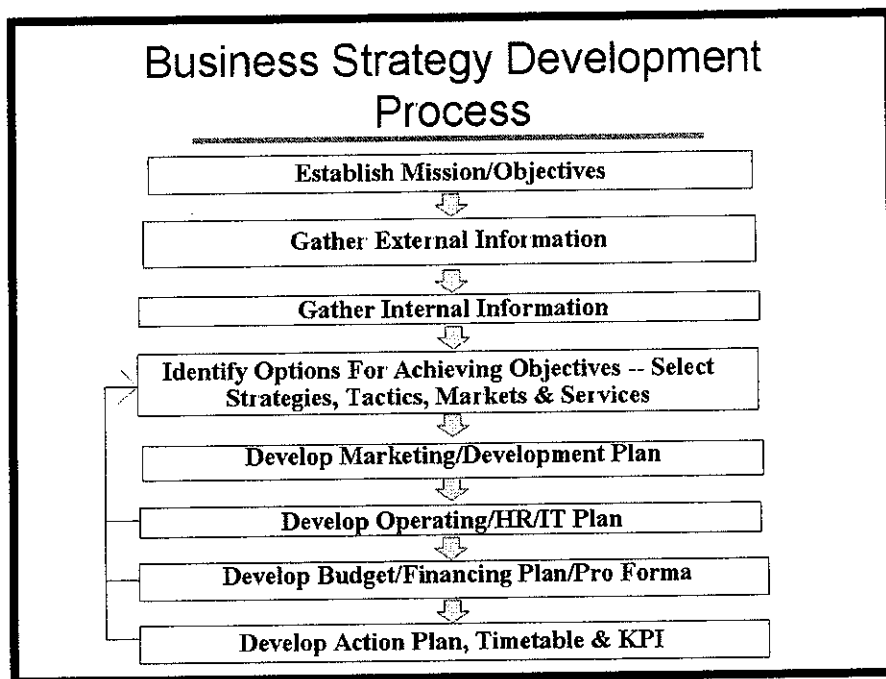 Business Strategy Development
Process
Establish Mission/Objectives
Gather External Information
Gather Internal Information
Identify Options For Achieving Objectives -- Select
Strategies, Tactics, Markets & Services
Develop Marketing/Development Plan
Develop Operating/HR/IT Plan
Develop Budget/Financing Plan/Pro Forma
Develop Action Plan, Timetable & KPI